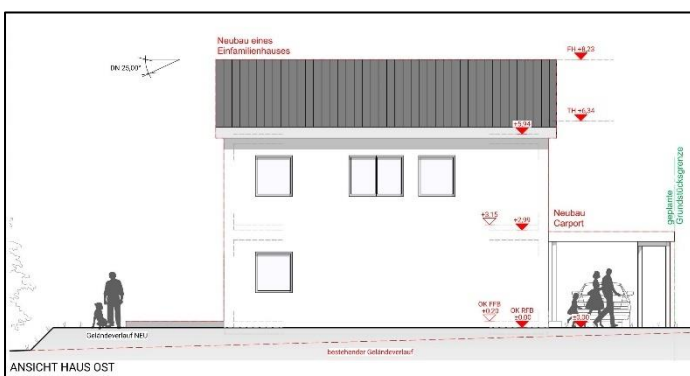 Neubau eines
Einfamilienhauses
DN 25,00°
FH +8,23
TH +6,34
+5,94
geplante
Grundstücksgrenze
+3,15
+2,99
Neubau
Carport
OK FFB
+0,20
OK RFB
±0,00
±0,00
Geländeverlauf NEU
bestehender Geländeverlauf
ANSICHT HAUS OST